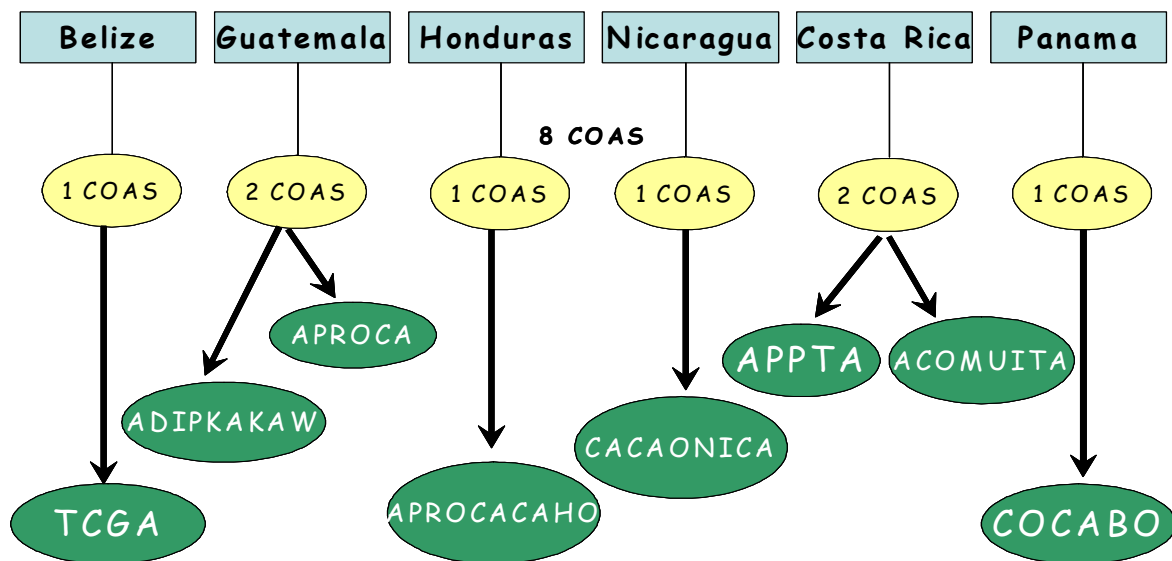 Belize
Guatemala
Honduras
Nicaragua
Costa Rica
Panama
8 COAS
1 COAS
2 COAS
1 COAS
1 COAS
2 COAS
1 COAS
APROCA
APPTA
ACOMUITA
ADIPKAKAW
CACAONICA
APROCACAHO
TCGA
COCABO